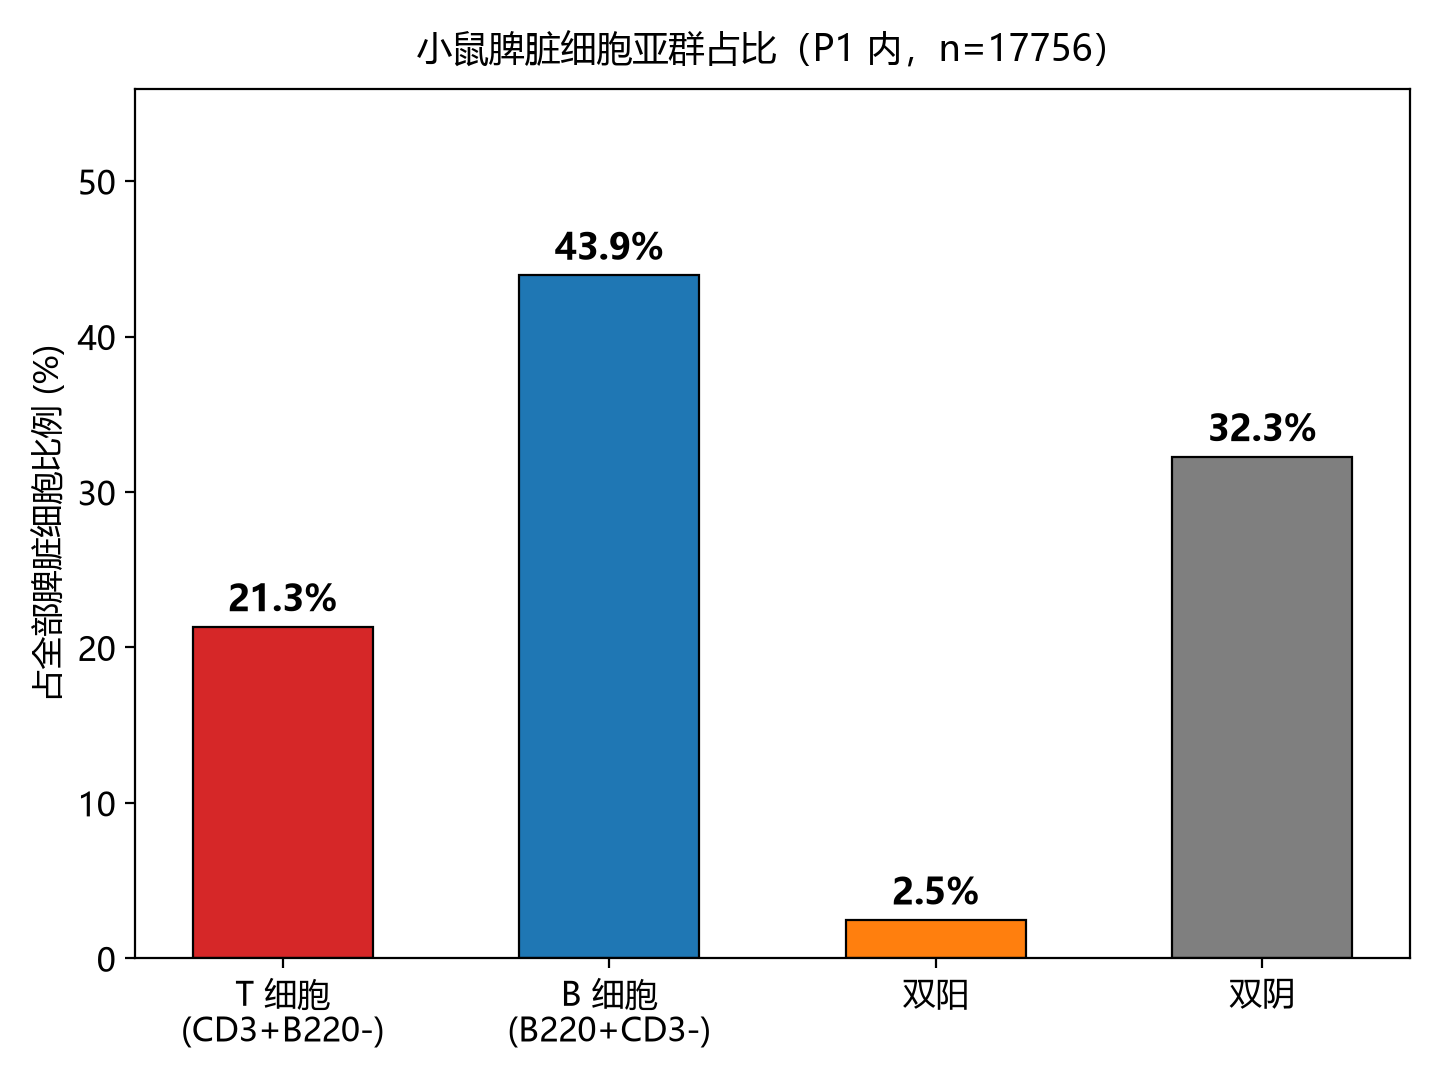 小鼠脾脏细胞亚群占比（P1 内，n=17756）
占全部脾脏细胞比例 (%)
50
40
30
20
10
0
43.9%
32.3%
21.3%
2.5%
T 细胞
(CD3+B220-)
B 细胞
(B220+CD3-)
双阳
双阴